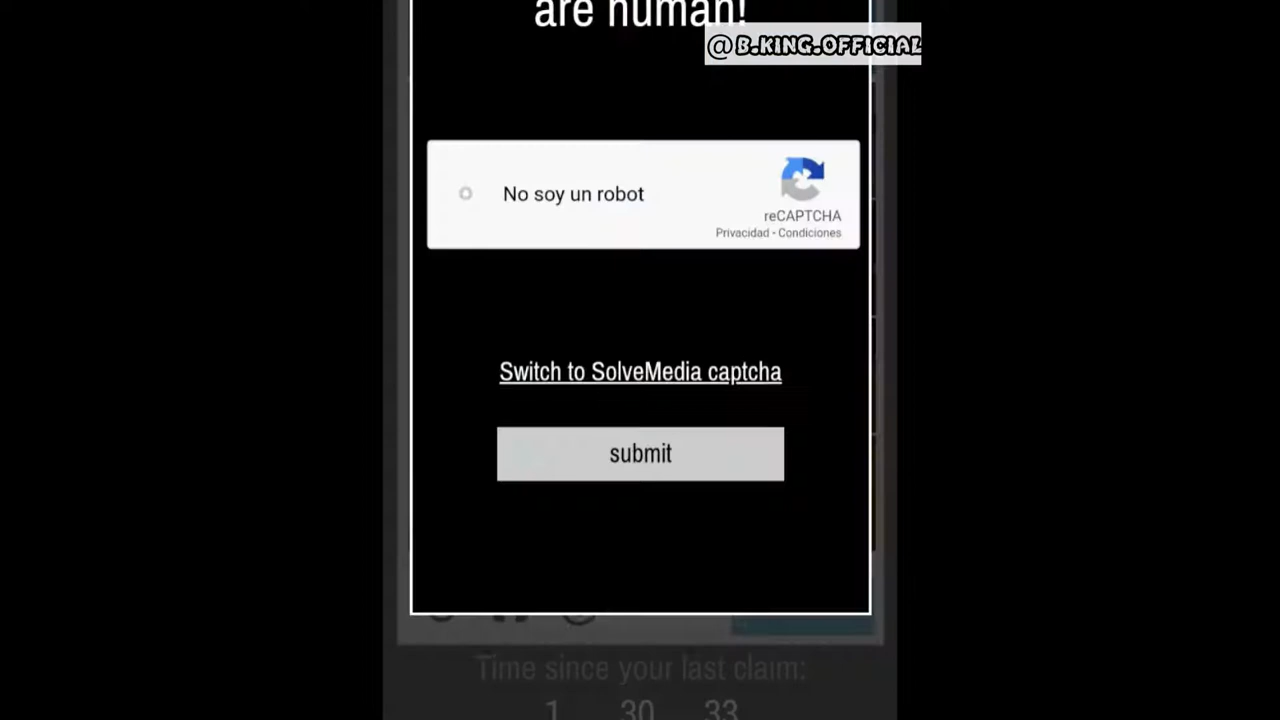 are human!
@B.KING.OFFICIAL
No soy un robot
reCAPTCHA
Privacidad - Condiciones
Switch to SolveMedia captcha
submit
Time since your last claim:
1 30 33